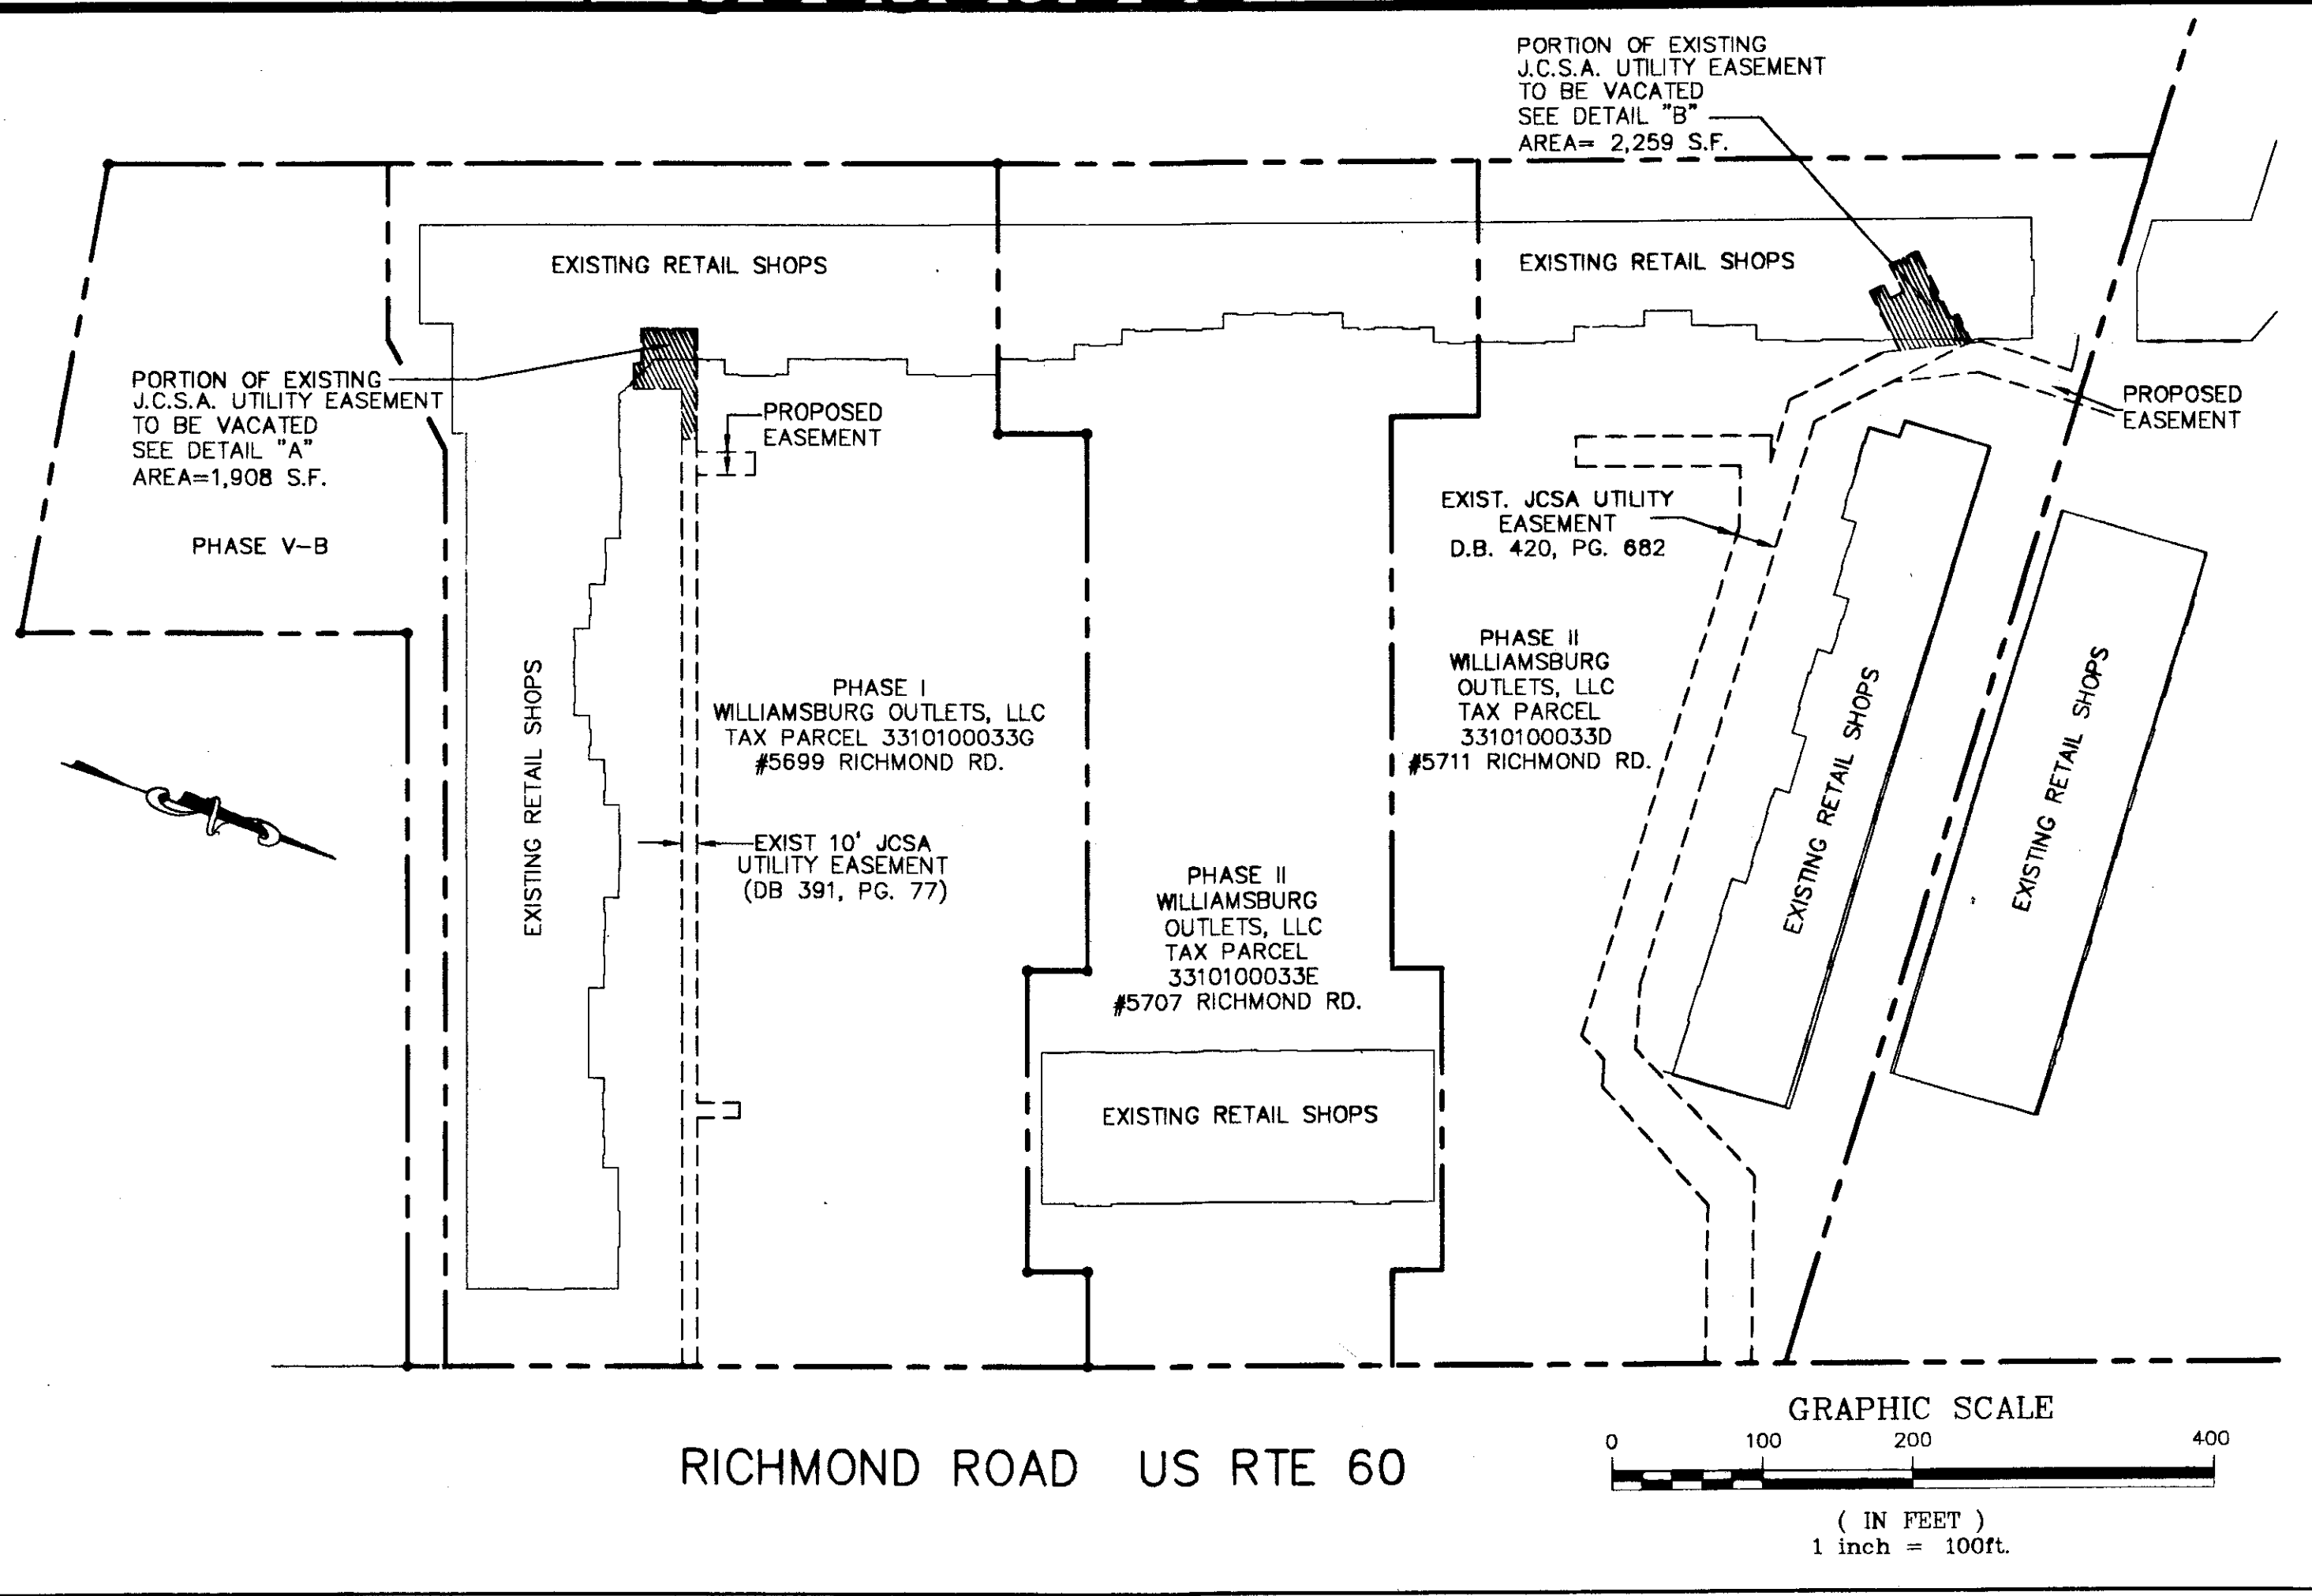 PORTION OF EXISTING
J.C.S.A. UTILITY EASEMENT
TO BE VACATED
SEE DETAIL "B"
AREA= 2,259 S.F.
EXISTING RETAIL SHOPS
EXISTING RETAIL SHOPS
PORTION OF EXISTING
J.C.S.A. UTILITY EASEMENT
TO BE VACATED
SEE DETAIL "A"
AREA=1,908 S.F.
PROPOSED
EASEMENT
PROPOSED
EASEMENT
PHASE V-B
EXIST. JCSA UTILITY
EASEMENT
D.B. 420, PG. 682
EXISTING RETAIL SHOPS
PHASE I
WILLIAMSBURG OUTLETS, LLC
TAX PARCEL 3310100033G
#5699 RICHMOND RD.
PHASE II
WILLIAMSBURG
OUTLETS, LLC
TAX PARCEL
3310100033D
#5711 RICHMOND RD.
EXISTING RETAIL SHOPS
EXISTING RETAIL SHOPS
EXIST 10' JCSA
UTILITY EASEMENT
(DB 391, PG. 77)
PHASE II
WILLIAMSBURG
OUTLETS, LLC
TAX PARCEL
3310100033E
#5707 RICHMOND RD.
EXISTING RETAIL SHOPS
RICHMOND ROAD US RTE 60
GRAPHIC SCALE
0 100 200 400
( IN FEET )
1 inch = 100ft.